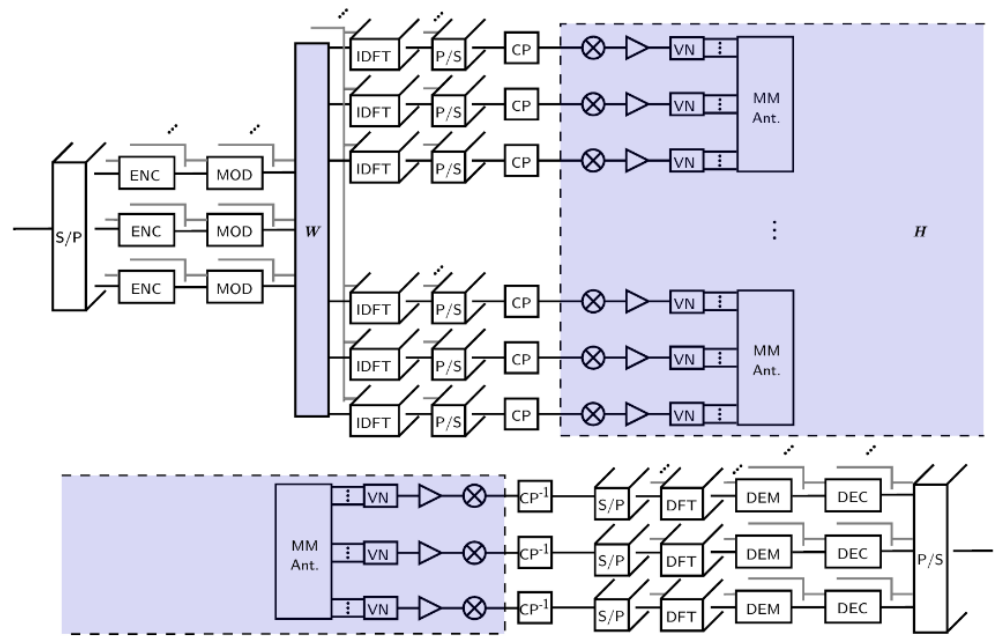 IDFT P/S CP VN MM Ant.
IDFT P/S CP VN
IDFT P/S CP VN
S/P ENC MOD W H
ENC MOD
ENC MOD
IDFT P/S CP VN MM Ant.
IDFT P/S CP VN
IDFT P/S CP VN
MM Ant. VN CP-1 S/P DFT DEM DEC P/S
VN CP-1 S/P DFT DEM DEC
VN CP-1 S/P DFT DEM DEC